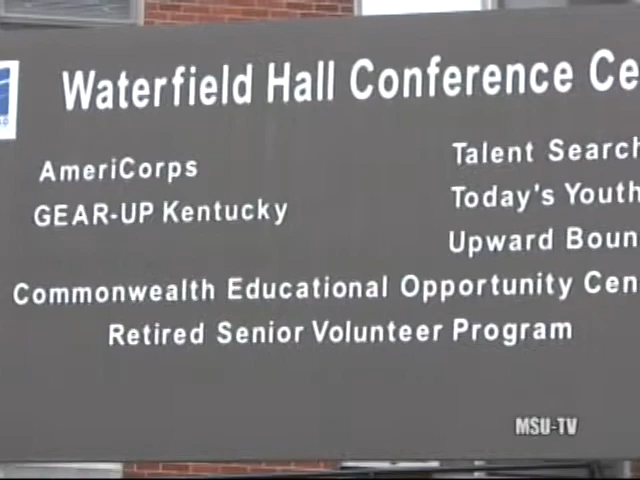 Waterfield Hall Conference Ce
AmeriCorps
GEAR-UP Kentucky
Talent Search
Today's Youth
Upward Boun
Commonwealth Educational Opportunity Cen
Retired Senior Volunteer Program
MSU-TV